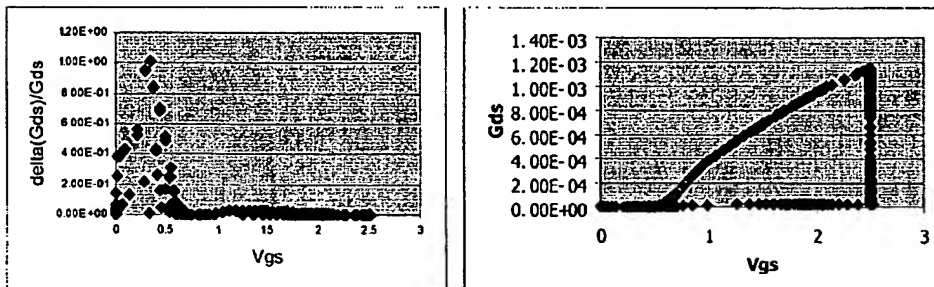 delta(Gds)/Gds
1.20E+00
1.00E+00
8.00E-01
6.00E-01
4.00E-01
2.00E-01
0.00E+00
0 0.5 1 1.5 2 2.5 3
Vgs
Gds
1.40E-03
1.20E-03
1.00E-03
8.00E-04
6.00E-04
4.00E-04
2.00E-04
0.00E+00
0 1 2 3
Vgs